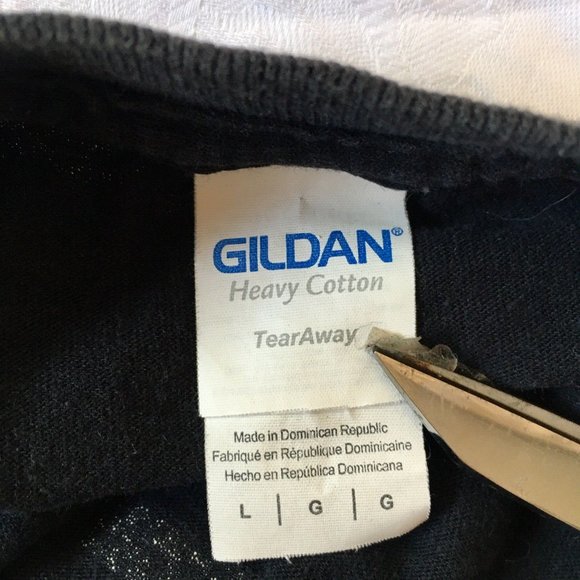 GILDAN®
Heavy Cotton
TearAway
Made in Dominican Republic
Fabriqué en République Dominicaine
Hecho en República Dominicana
L | G | G